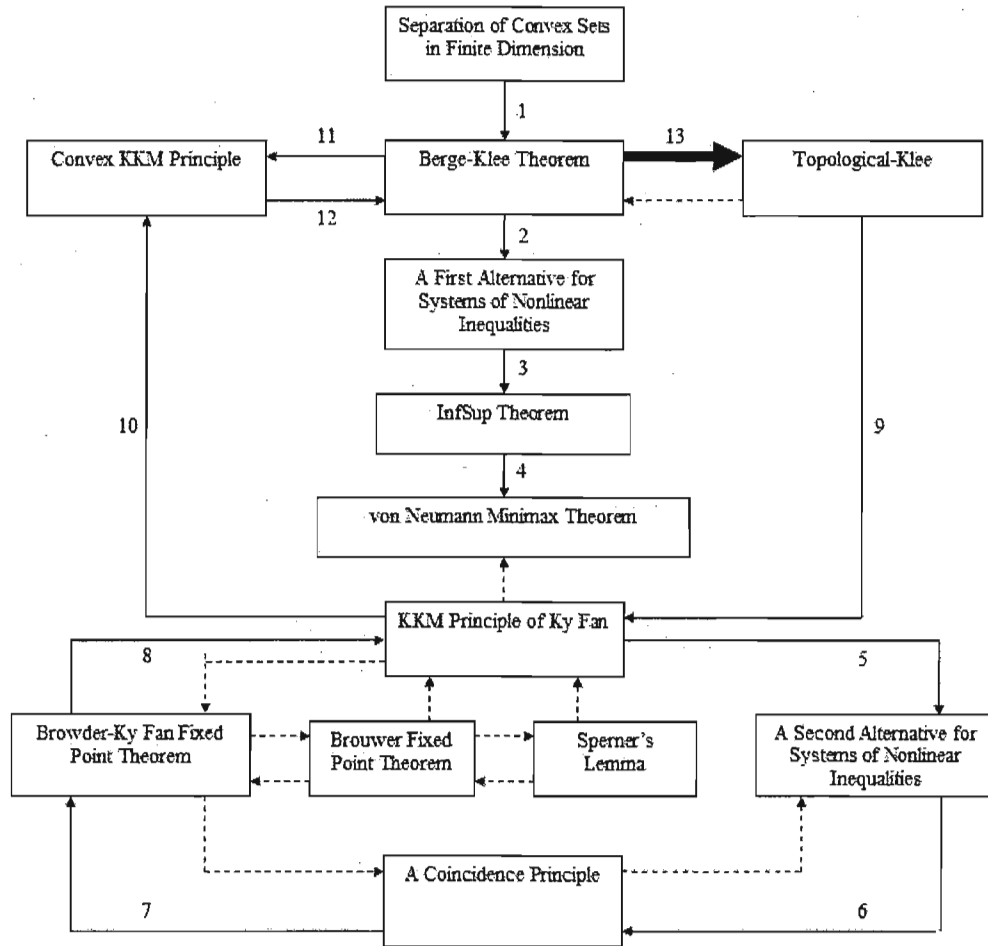 Separation of Convex Sets
in Finite Dimension
1
11
13
Convex KKM Principle
Berge-Klee Theorem
Topological-Klee
12
2
A First Alternative for
Systems of Nonlinear
Inequalities
3
10
InfSup Theorem
9
4
von Neumann Minimax Theorem
KKM Principle of Ky Fan
8
5
Browder-Ky Fan Fixed
Point Theorem
Brouwer Fixed
Point Theorem
Sperner's
Lemma
A Second Alternative for
Systems of Nonlinear
Inequalities
A Coincidence Principle
7
6